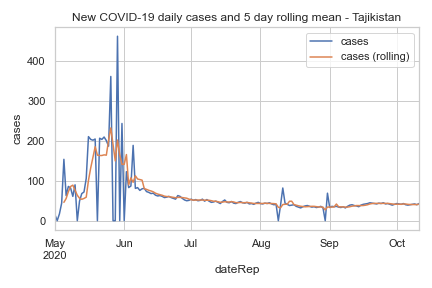 New COVID-19 daily cases and 5 day rolling mean - Tajikistan
cases
cases (rolling)
400
300
200
100
0
cases
May
2020
Jun
Jul
Aug
Sep
Oct
dateRep